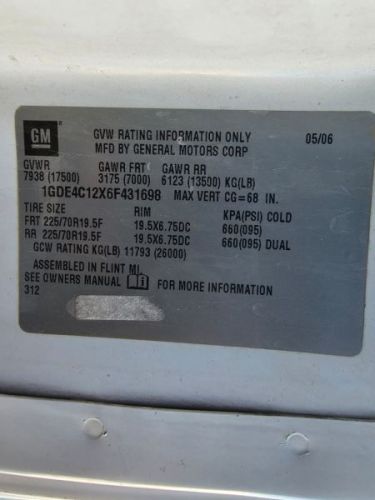 GM GVW RATING INFORMATION ONLY 05/06
MFD BY GENERAL MOTORS CORP
GVWR GAWR FRT GAWR RR
7938 (17500) 3175 (7000) 6123 (13500) KG(LB)
1GDE4C12X6F431698 MAX VERT CG=68 IN.
TIRE SIZE RIM KPA(PSI) COLD
FRT 225/70R19.5F 19.5X6.75DC 660(095)
RR 225/70R19.5F 19.5X6.75DC 660(095) DUAL
GCW RATING KG(LB) 11793 (26000)
ASSEMBLED IN FLINT MI.
SEE OWNERS MANUAL FOR MORE INFORMATION
312